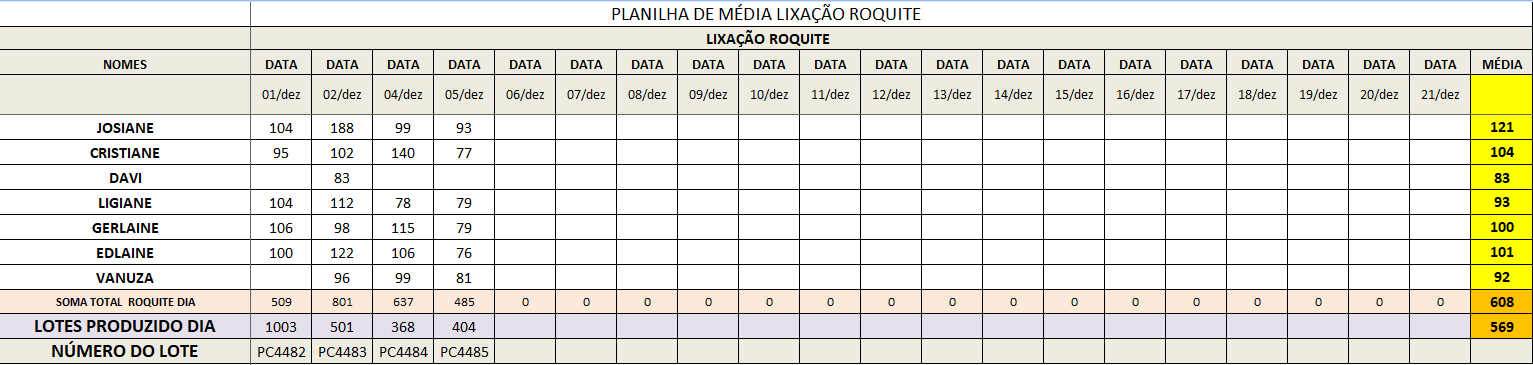 PLANILHA DE MÉDIA LIXAÇÃO ROQUITE
LIXAÇÃO ROQUITE
NOMES DATA DATA DATA DATA DATA DATA DATA DATA DATA DATA DATA DATA DATA DATA DATA DATA DATA DATA DATA DATA MÉDIA
01/dez 02/dez 04/dez 05/dez 06/dez 07/dez 08/dez 09/dez 10/dez 11/dez 12/dez 13/dez 14/dez 15/dez 16/dez 17/dez 18/dez 19/dez 20/dez 21/dez
JOSIANE 104 188 99 93 121
CRISTIANE 95 102 140 77 104
DAVI 83 83
LIGIANE 104 112 78 79 93
GERLAINE 106 98 115 79 100
EDLAINE 100 122 106 76 101
VANUZA 96 99 81 92
SOMA TOTAL ROQUITE DIA 509 801 637 485 0 0 0 0 0 0 0 0 0 0 0 0 0 0 0 0 608
LOTES PRODUZIDO DIA 1003 501 368 404 569
NÚMERO DO LOTE PC4482 PC4483 PC4484 PC4485